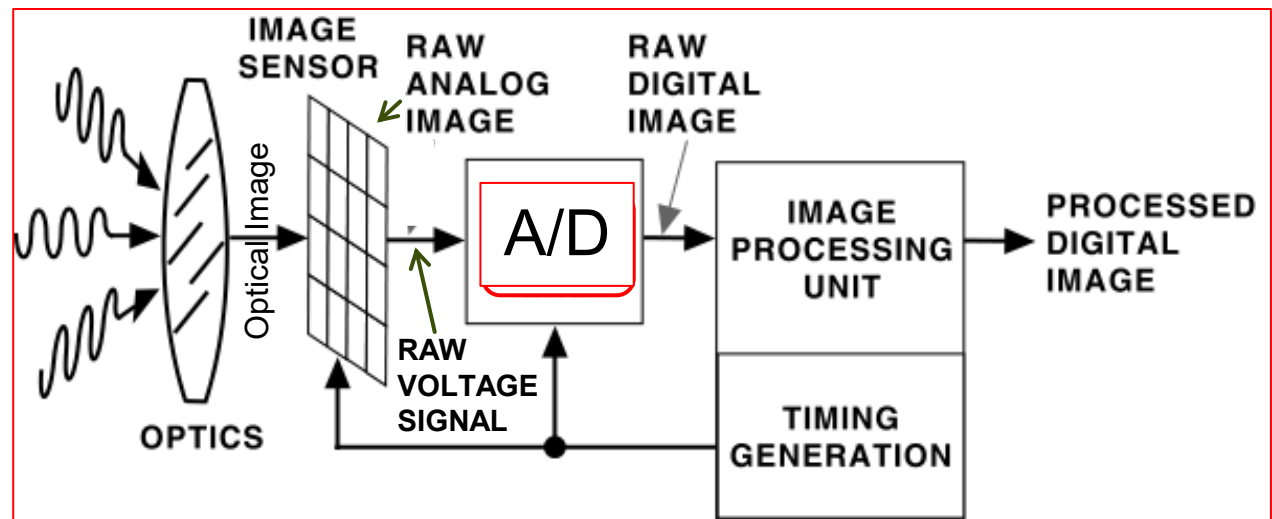 IMAGE
SENSOR
RAW
ANALOG
IMAGE
RAW
DIGITAL
IMAGE
Optical Image
A/D
IMAGE
PROCESSING
UNIT
PROCESSED
DIGITAL
IMAGE
RAW
VOLTAGE
SIGNAL
OPTICS
TIMING
GENERATION